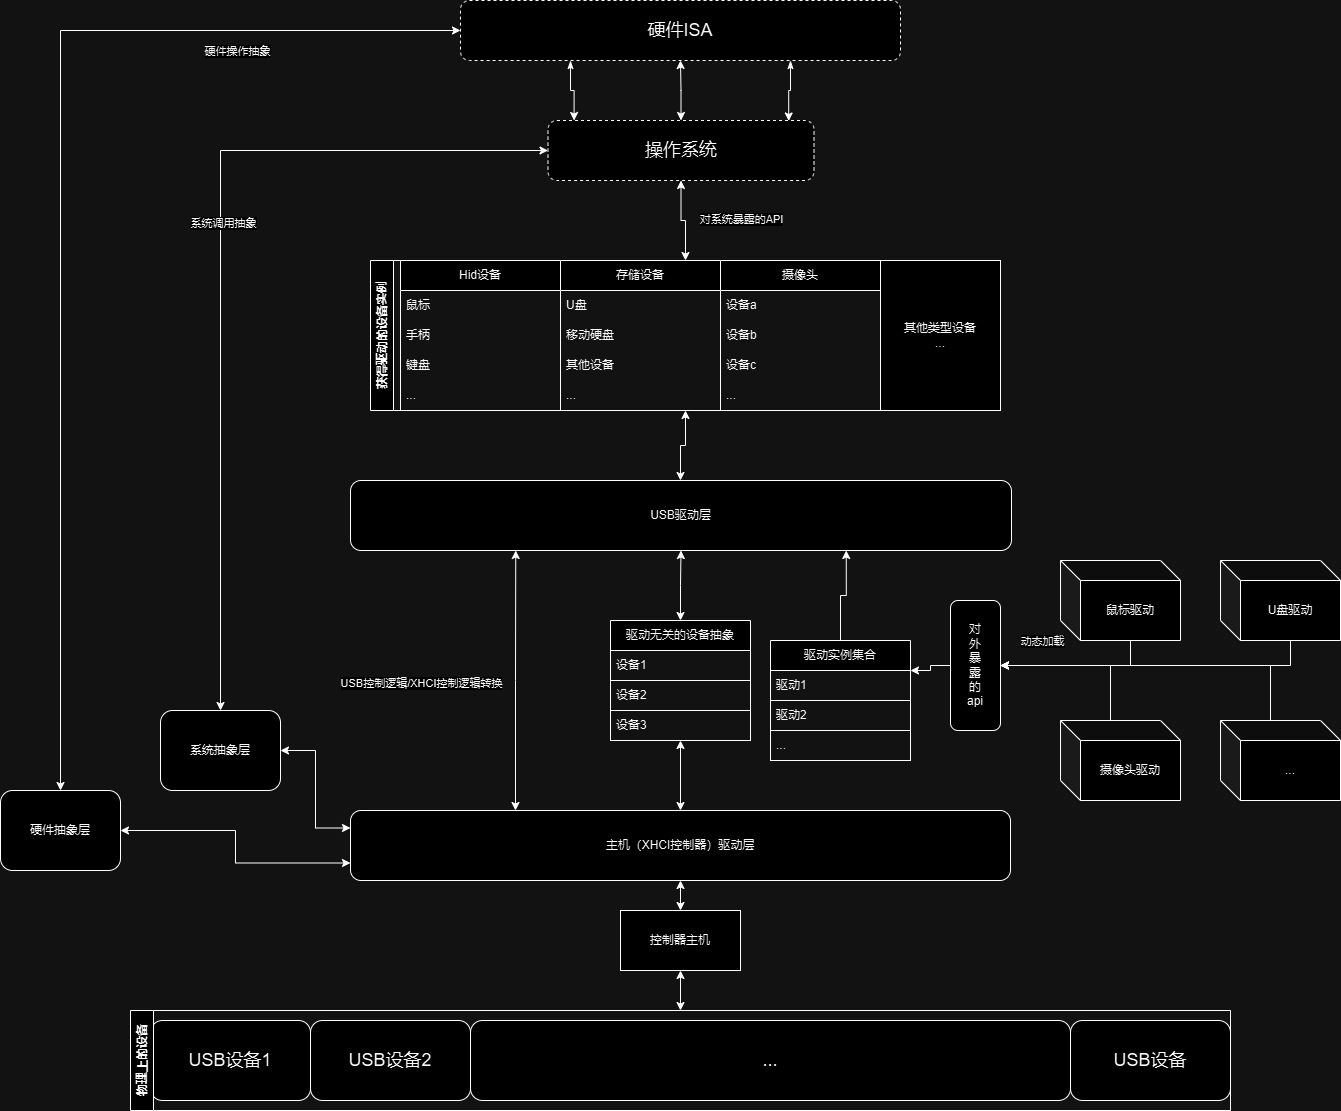 硬件ISA
硬件操作抽象
操作系统
系统调用抽象
对系统暴露的API
获得驱动的设备实例
Hid设备
存储设备
摄像头
鼠标
U盘
设备a
手柄
移动硬盘
设备b
键盘
其他设备
设备c
...
...
...
其他类型设备
...
USB驱动层
USB控制逻辑/XHCI控制逻辑转换
驱动无关的设备抽象
设备1
设备2
设备3
驱动实例集合
驱动1
驱动2
...
对
外
暴
露
的
api
动态加载
鼠标驱动
U盘驱动
摄像头驱动
...
系统抽象层
硬件抽象层
主机（XHCI控制器）驱动层
控制器主机
物理上的设备
USB设备1
USB设备2
...
USB设备